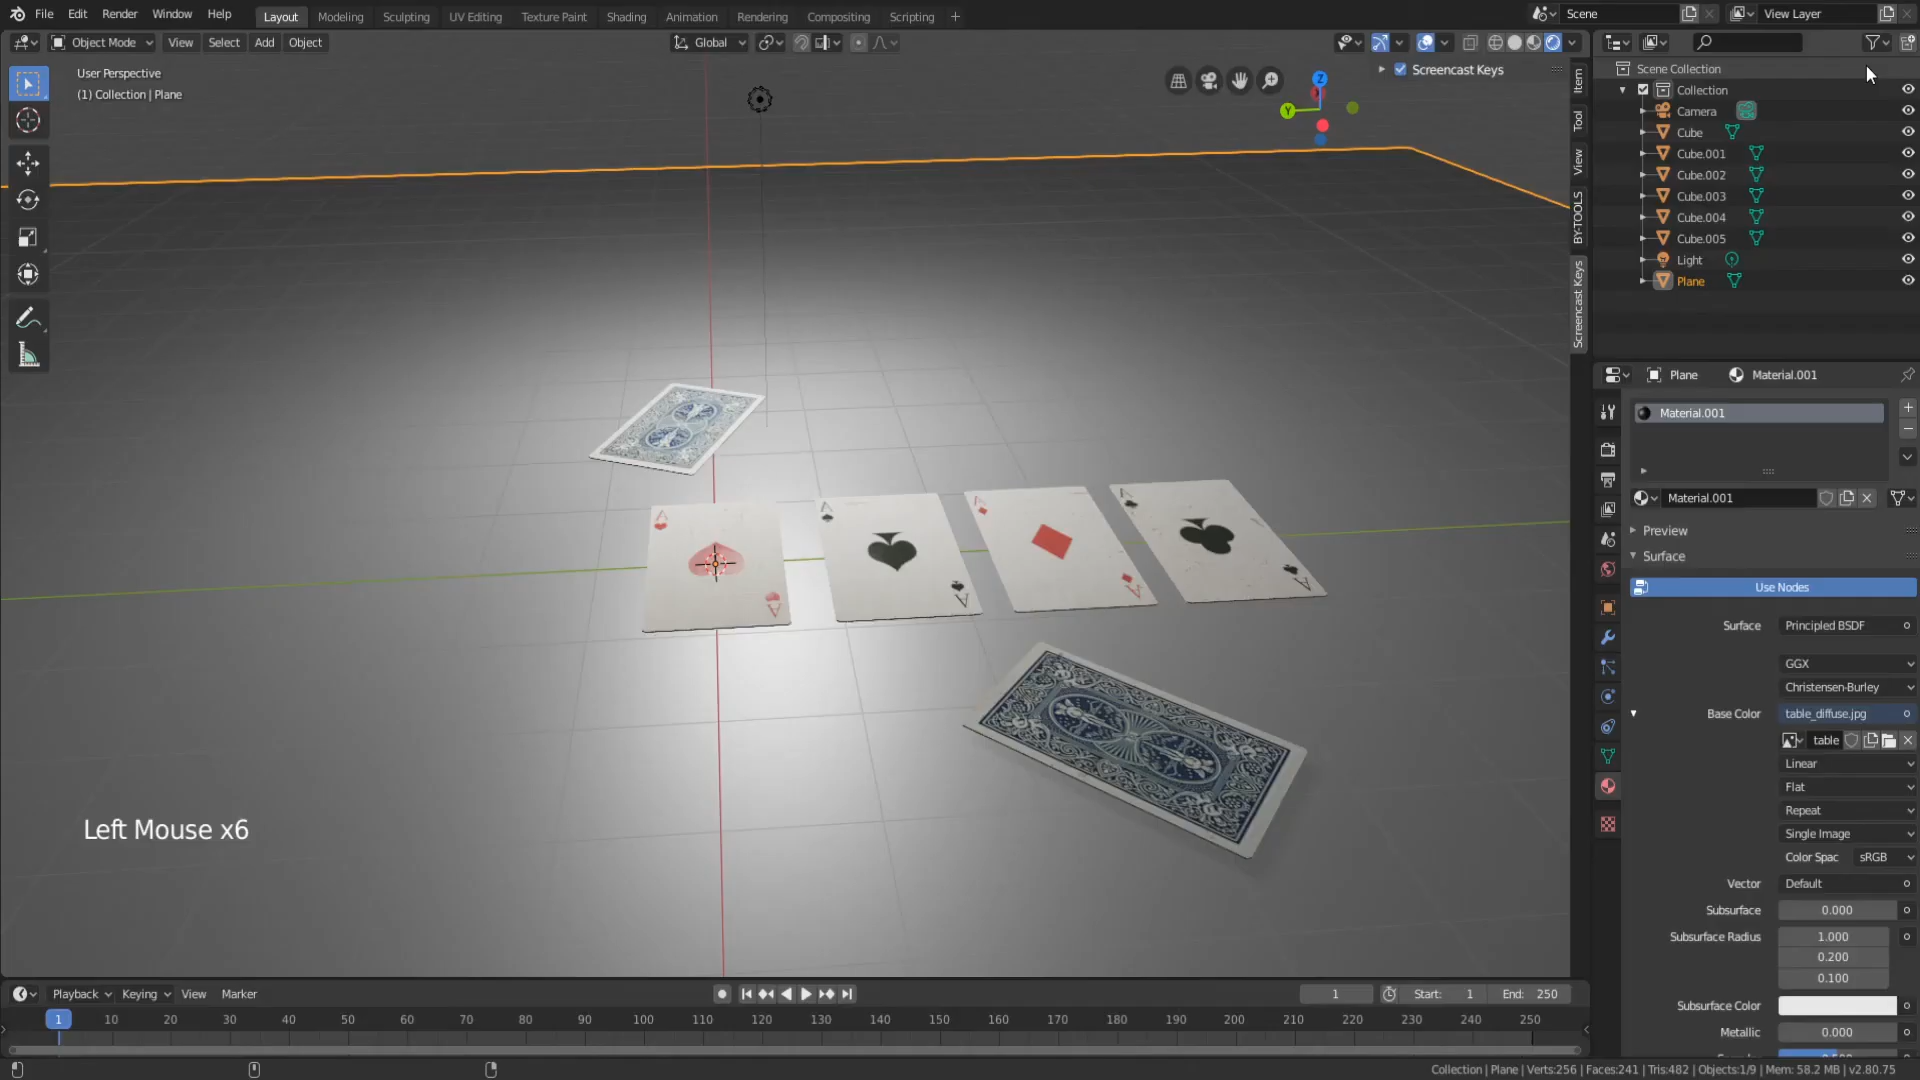 File Edit Render Window Help Layout Modeling Sculpting UV Editing Texture Paint Shading Animation Rendering Compositing Scripting + Scene View Layer
Object Mode View Select Add Object Global
User Perspective
(1) Collection | Plane
Screencast Keys
Z
Y
Item
Tool
View
BY-TOOLS
Screencast Keys
Scene Collection
Collection
Camera
Cube
Cube.001
Cube.002
Cube.003
Cube.004
Cube.005
Light
Plane
Plane Material.001
Material.001
Material.001
Preview
Surface
Use Nodes
Surface Principled BSDF
GGX
Christensen-Burley
Base Color table_diffuse.jpg
table
Linear
Flat
Repeat
Single Image
Color Spac sRGB
Vector Default
Subsurface 0.000
Subsurface Radius 1.000
0.200
0.100
Subsurface Color
Metallic 0.000
A
A
A
A
A
A
A
A
Left Mouse x6
Playback Keying View Marker 1 Start: 1 End: 250
1 10 20 30 40 50 60 70 80 90 100 110 120 130 140 150 160 170 180 190 200 210 220 230 240 250
Collection | Plane | Verts:256 | Faces:241 | Tris:482 | Objects:1/9 | Mem: 58.2 MB | v2.80.75